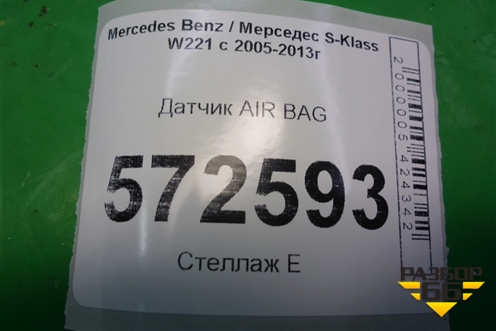 Mercedes Benz / Мерседес S-Klass
W221 с 2005-2013г
Датчик AIR BAG
572593
Стеллаж Е
2000005424342
РАЗБОР
66